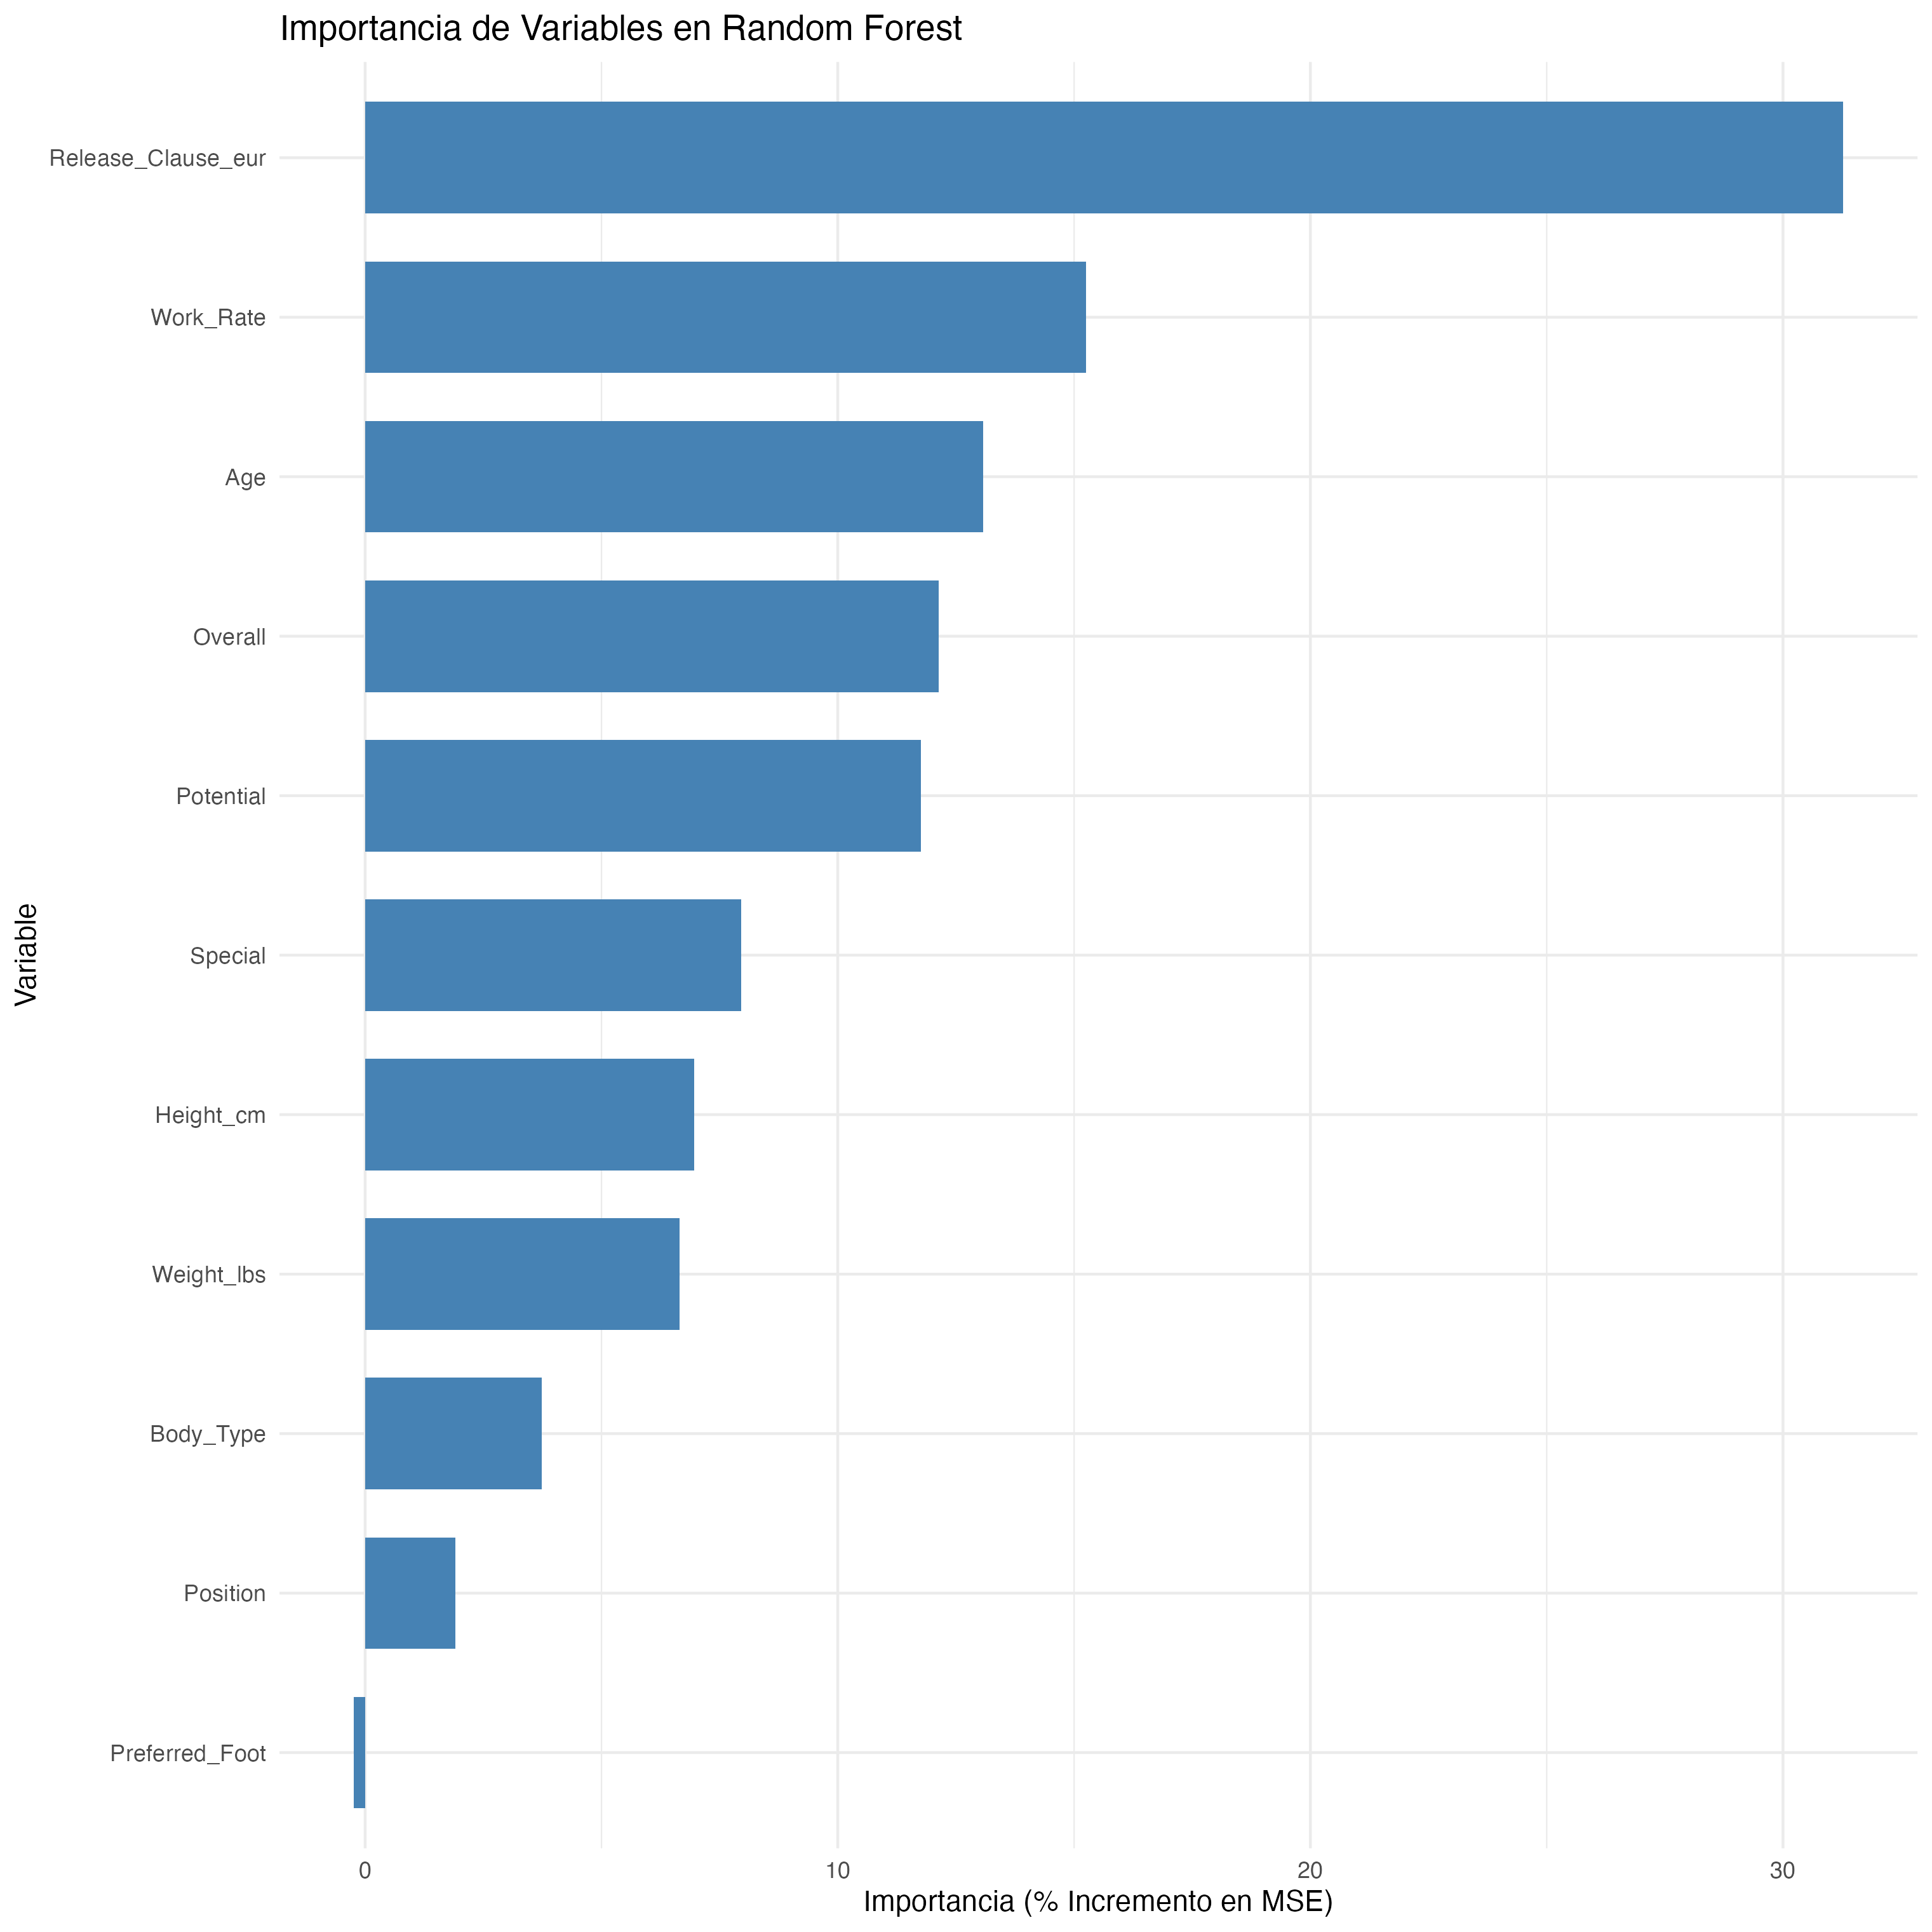 Importancia de Variables en Random Forest
Release_Clause_eur
Work_Rate
Age
Overall
Potential
Special
Height_cm
Weight_lbs
Body_Type
Position
Preferred_Foot
Variable
0 10 20 30
Importancia (% Incremento en MSE)